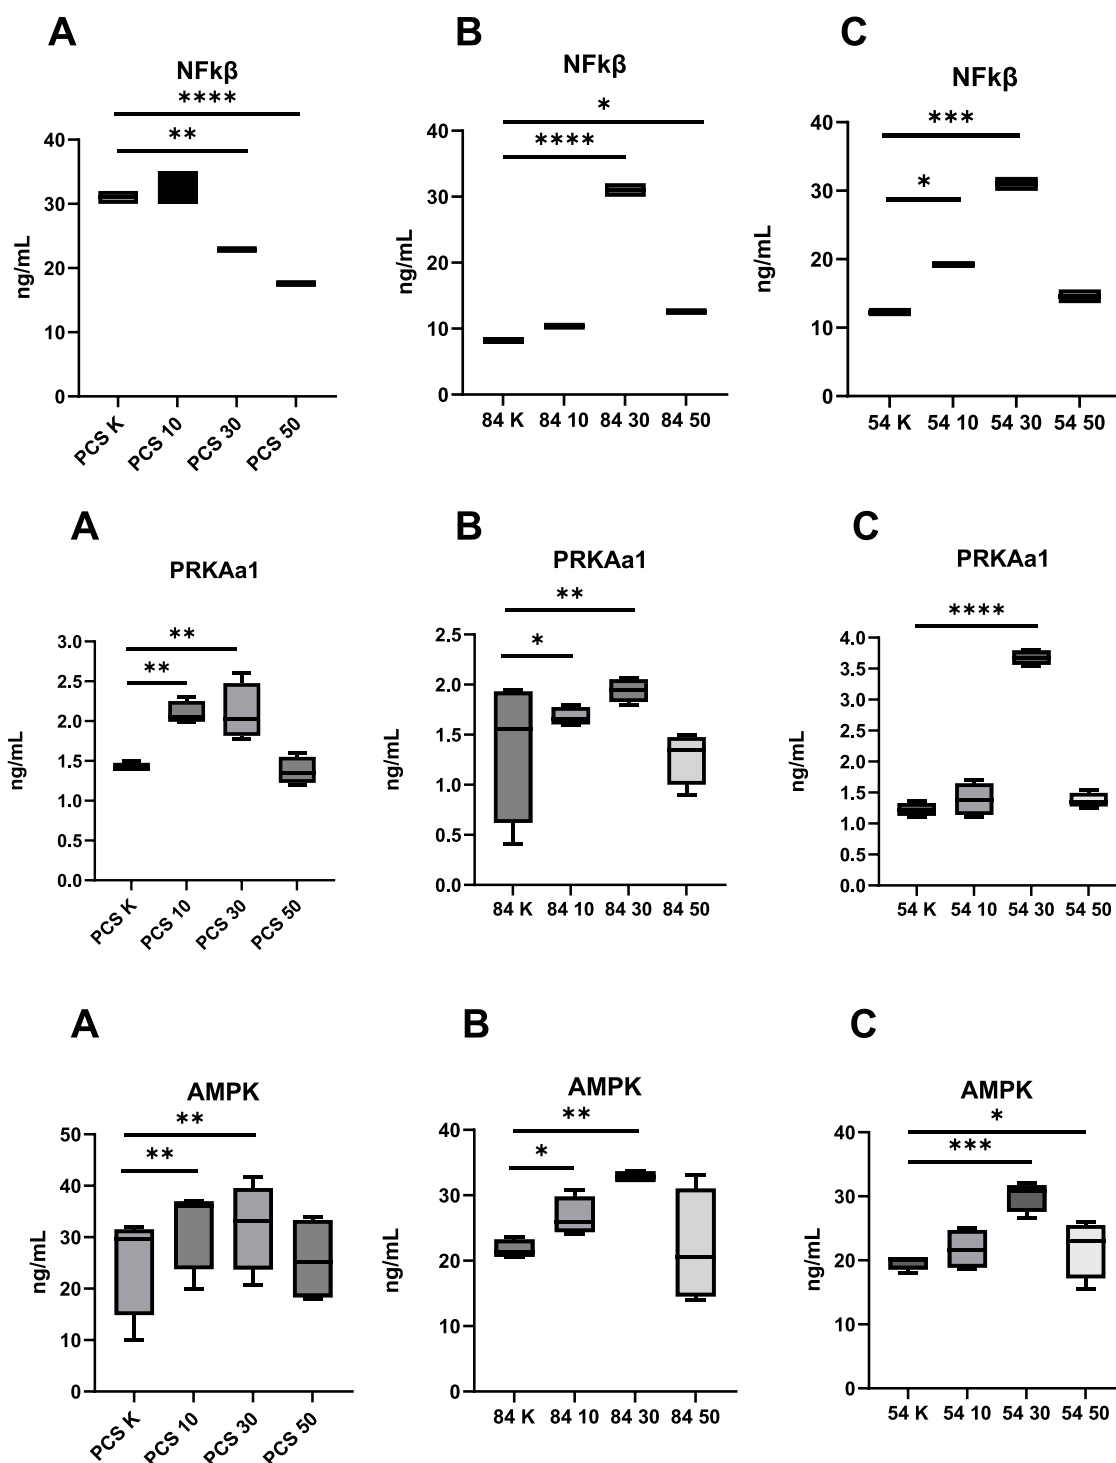 A
B
C
NFkβ
****
**
40
30
20
10
0
ng/mL
PCS K
PCS 10
PCS 30
PCS 50
NFkβ
*
****
40
30
20
10
0
ng/mL
84 K
84 10
84 30
84 50
NFkβ
***
*
40
30
20
10
0
ng/mL
54 K
54 10
54 30
54 50
A
B
C
PRKAa1
**
**
3.0
2.5
2.0
1.5
1.0
0.5
0.0
ng/mL
PCS K
PCS 10
PCS 30
PCS 50
PRKAa1
**
*
2.5
2.0
1.5
1.0
0.5
0.0
ng/mL
84 K
84 10
84 30
84 50
PRKAa1
****
4.0
3.5
3.0
2.5
2.0
1.5
1.0
0.5
0.0
ng/mL
54 K
54 10
54 30
54 50
A
B
C
AMPK
**
**
50
40
30
20
10
0
ng/mL
PCS K
PCS 10
PCS 30
PCS 50
AMPK
**
*
40
30
20
10
0
ng/mL
84 K
84 10
84 30
84 50
AMPK
*
***
40
30
20
10
0
ng/mL
54 K
54 10
54 30
54 50